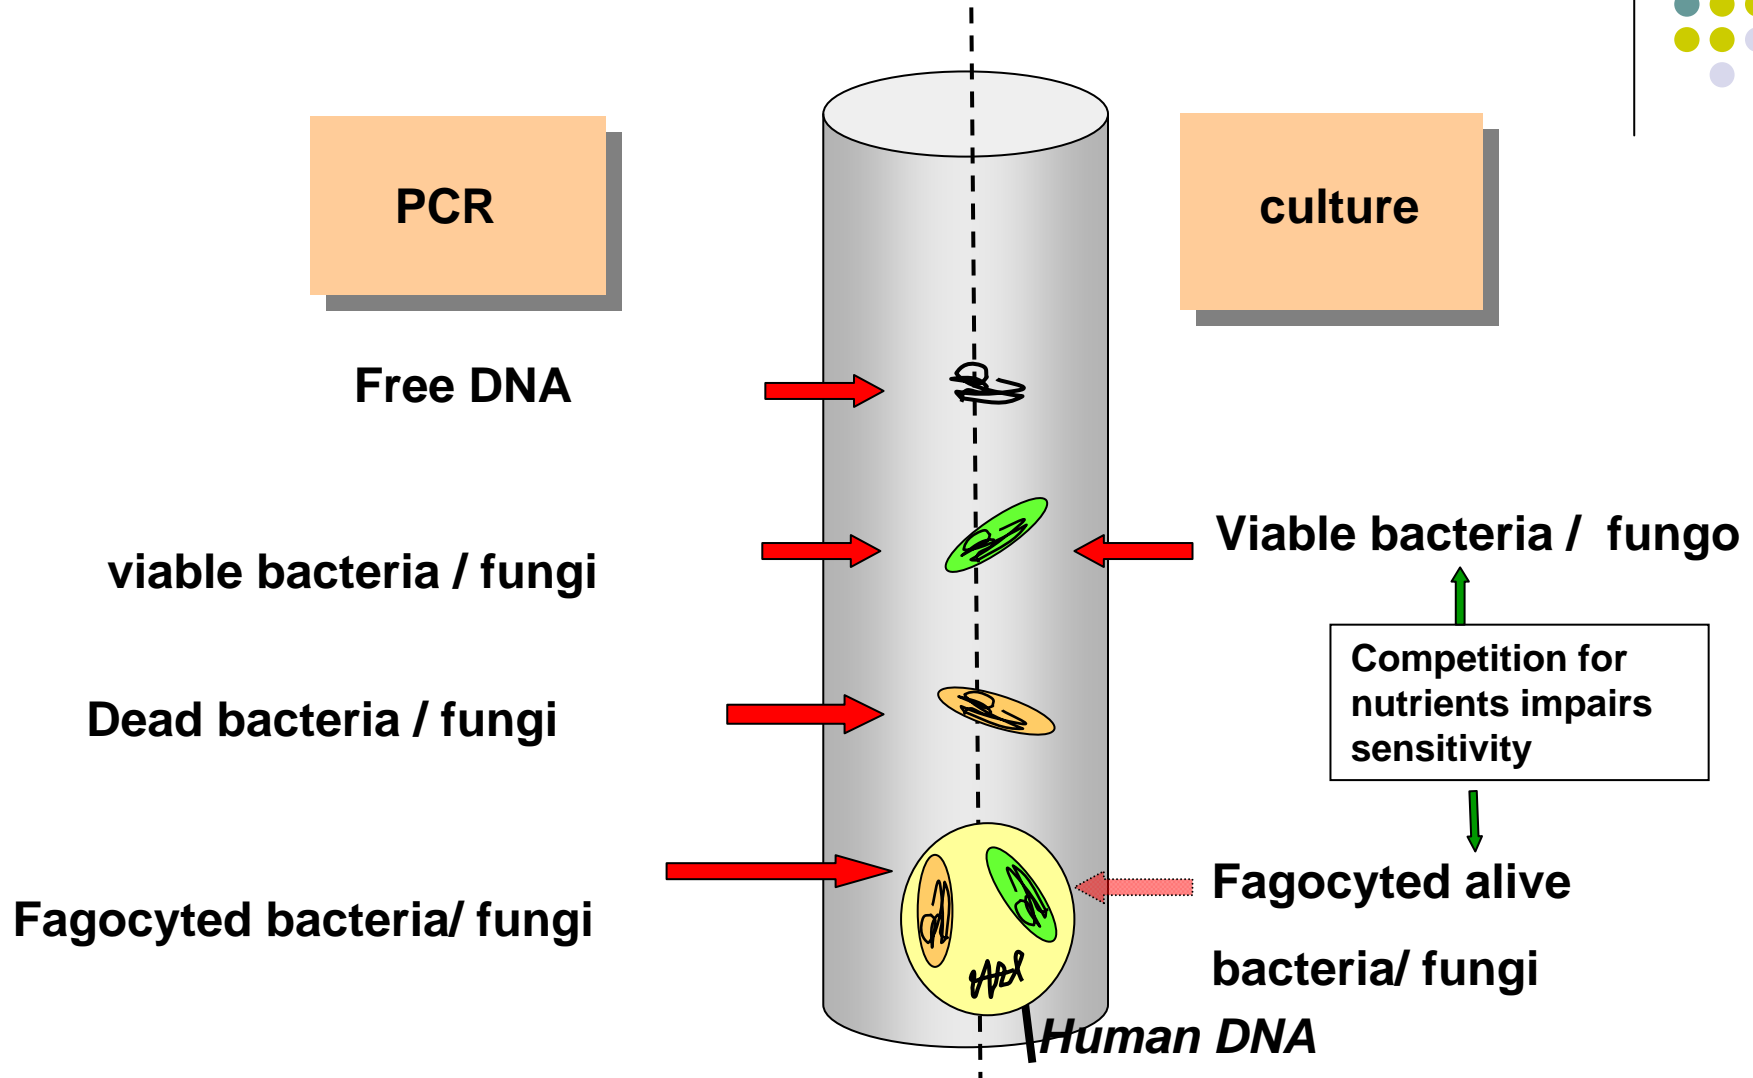 PCR
culture
Free DNA
viable bacteria / fungi
Viable bacteria / fungo
Competition for
nutrients impairs
sensitivity
Dead bacteria / fungi
Fagocyted bacteria/ fungi
Fagocyted alive
bacteria/ fungi
Human DNA